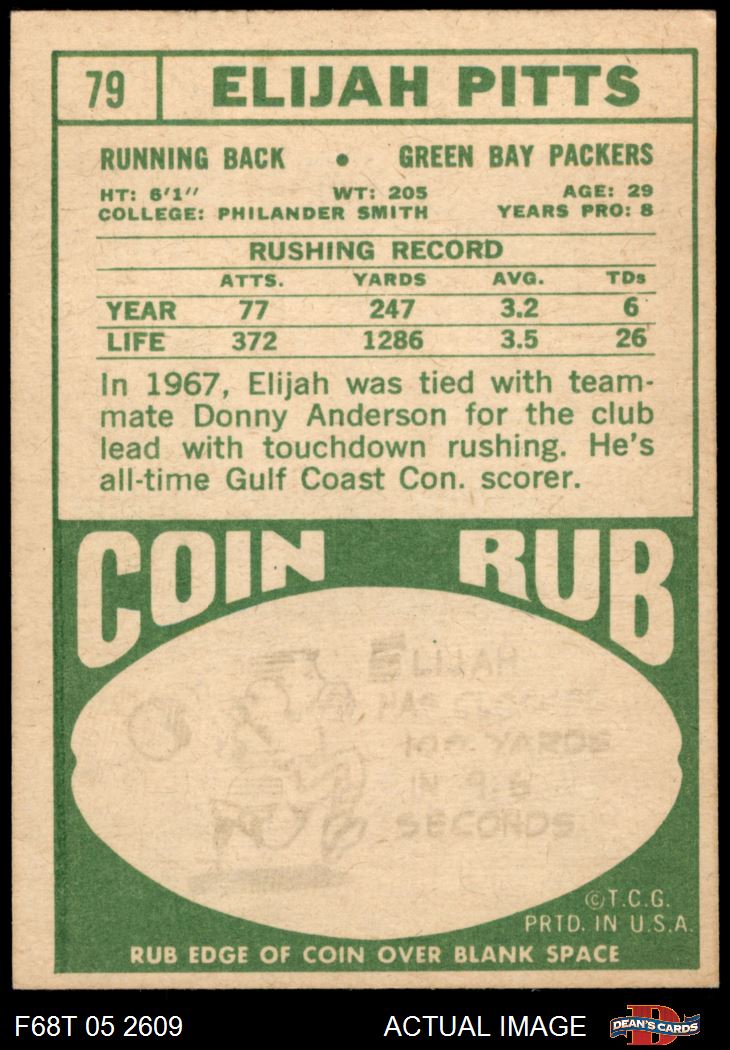 79 ELIJAH PITTS
RUNNING BACK • GREEN BAY PACKERS
HT: 6'1" WT: 205 AGE: 29
COLLEGE: PHILANDER SMITH YEARS PRO: 8
RUSHING RECORD
ATTS. YARDS AVG. TDs
YEAR 77 247 3.2 6
LIFE 372 1286 3.5 26
In 1967, Elijah was tied with team-
mate Donny Anderson for the club
lead with touchdown rushing. He's
all-time Gulf Coast Con. scorer.
COIN RUB
ELIJAH
HAS CLOCKED
100 YARDS
IN
SECONDS
©T.C.G.
PRTD. IN U.S.A.
RUB EDGE OF COIN OVER BLANK SPACE
F68T 05 2609 ACTUAL IMAGE D DEAN'S CARDS